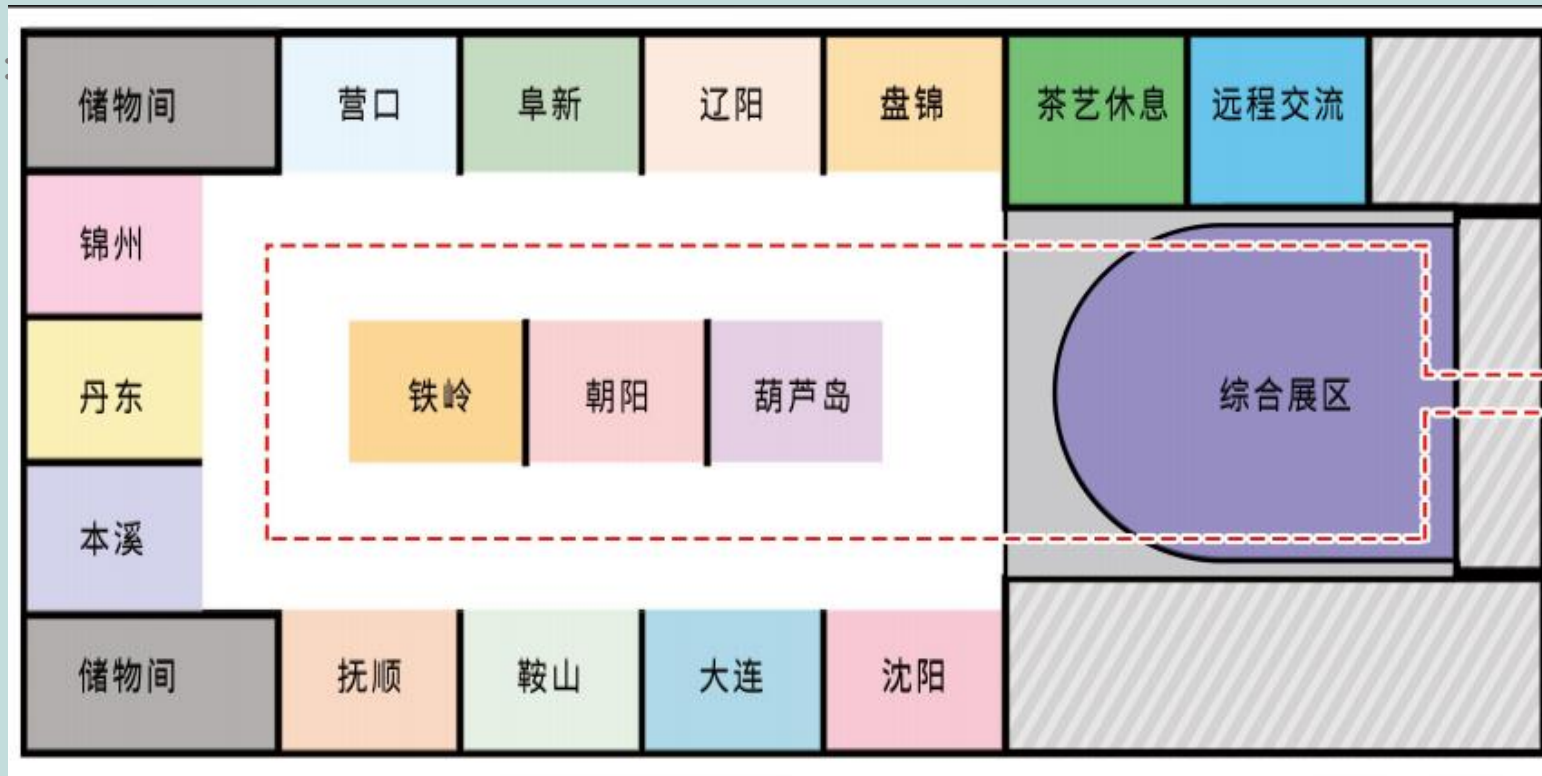 储物间
营口
阜新
辽阳
盘锦
茶艺休息
远程交流
锦州
丹东
铁岭
朝阳
葫芦岛
综合展区
本溪
储物间
抚顺
鞍山
大连
沈阳